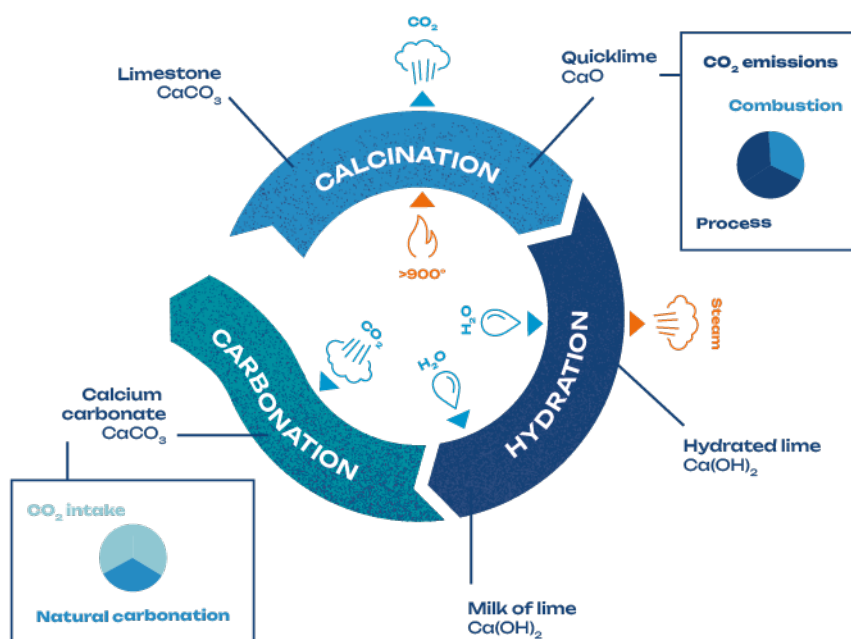 CO₂
Limestone
CaCO₃
Quicklime
CaO
CO₂ emissions
Combustion
Process
CALCINATION
>900°
H₂O
Steam
HYDRATION
H₂O
CO₂
CARBONATION
Calcium
carbonate
CaCO₃
Hydrated lime
Ca(OH)₂
CO₂ intake
Natural carbonation
Milk of lime
Ca(OH)₂